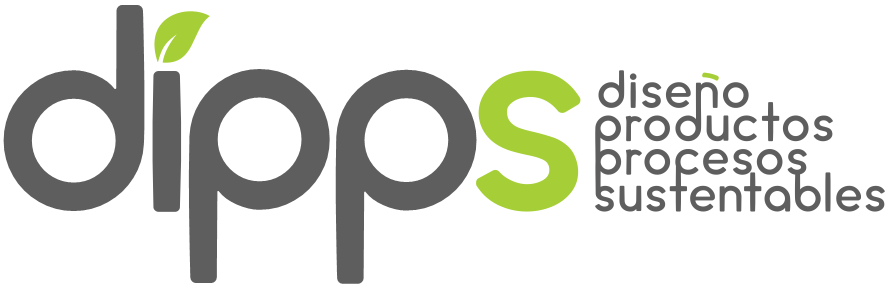 dipps
diseño
productos
procesos
sustentables